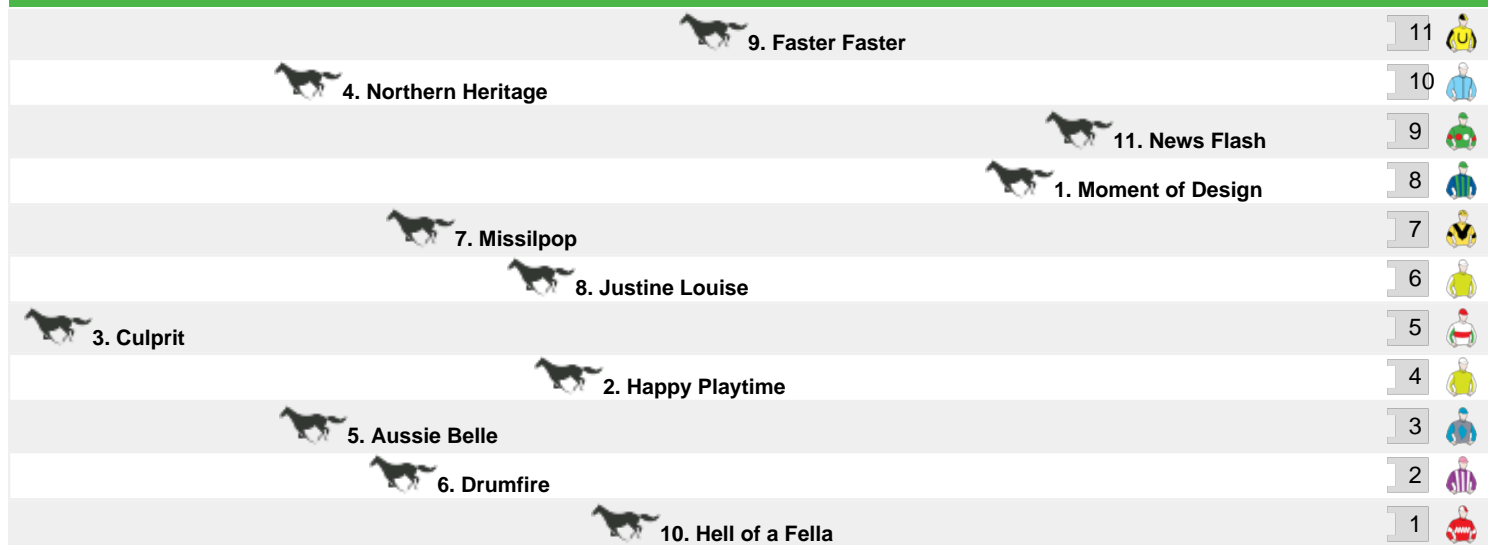 9. Faster Faster 11
4. Northern Heritage 10
11. News Flash 9
1. Moment of Design 8
7. Missilpop 7
8. Justine Louise 6
3. Culprit 5
2. Happy Playtime 4
5. Aussie Belle 3
6. Drumfire 2
10. Hell of a Fella 1